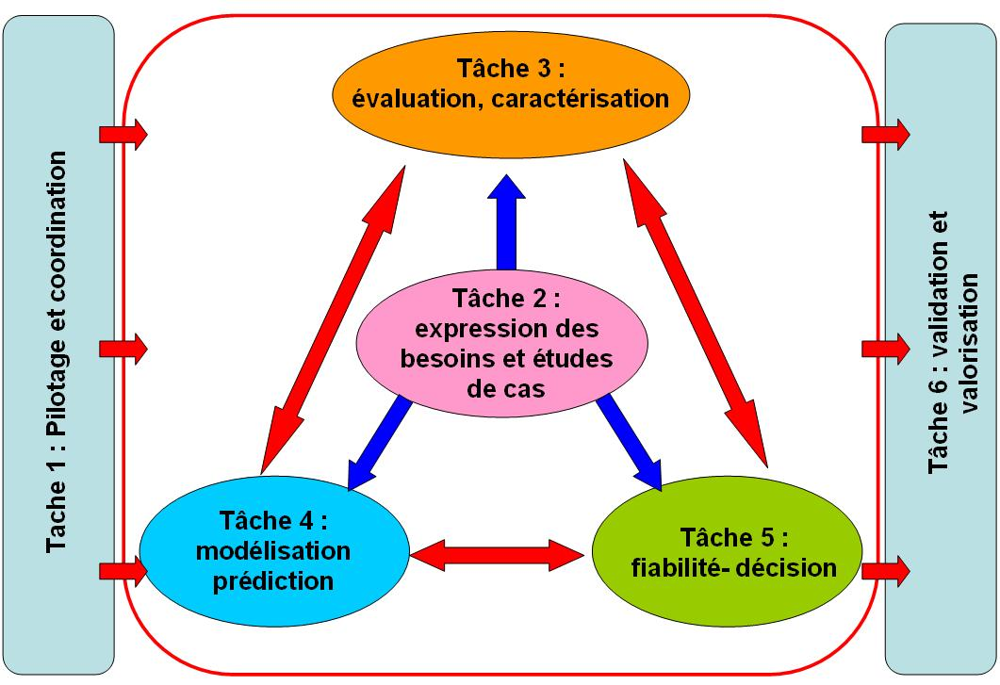 Tache 1 : Pilotage et coordination
Tâche 3 :
évaluation, caractérisation
Tâche 2 :
expression des
besoins et études
de cas
Tâche 4 :
modélisation
prédiction
Tâche 5 :
fiabilité- décision
Tâche 6 : validation et
valorisation